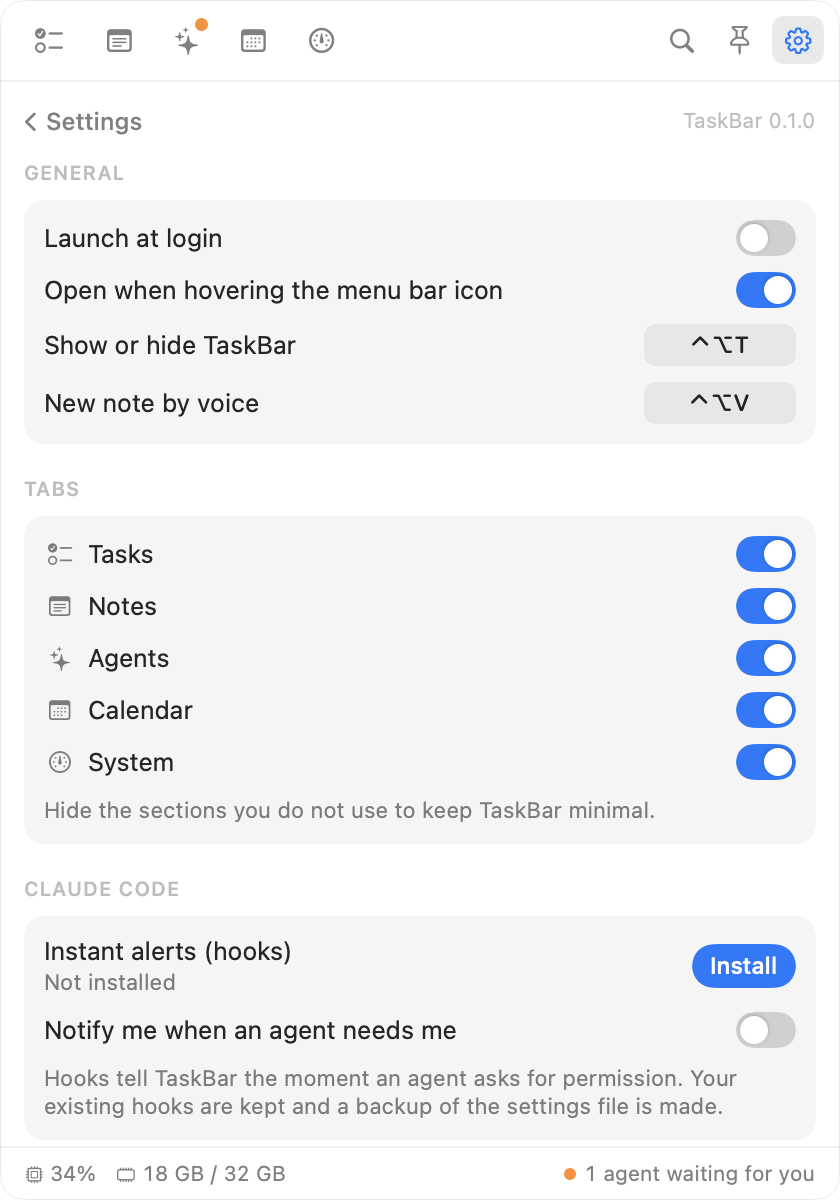 Settings
TaskBar 0.1.0
GENERAL
Launch at login
Open when hovering the menu bar icon
Show or hide TaskBar
^⌥T
New note by voice
^⌥V
TABS
Tasks
Notes
Agents
Calendar
System
Hide the sections you do not use to keep TaskBar minimal.
CLAUDE CODE
Instant alerts (hooks)
Not installed
Install
Notify me when an agent needs me
Hooks tell TaskBar the moment an agent asks for permission. Your
existing hooks are kept and a backup of the settings file is made.
34%
18 GB / 32 GB
1 agent waiting for you